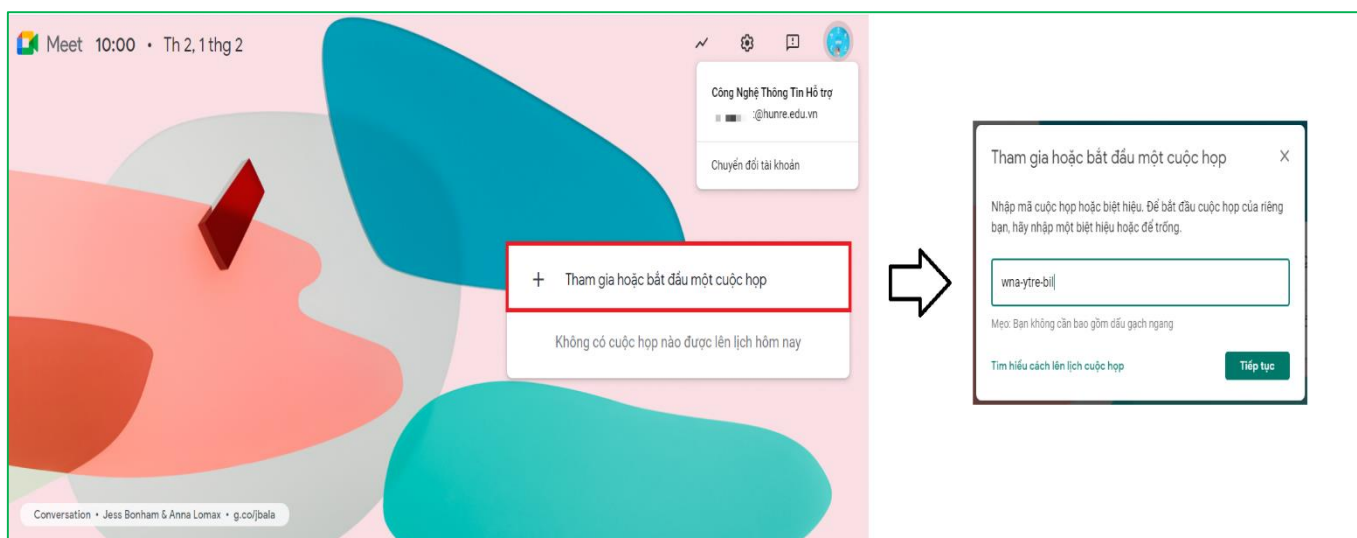 Meet 10:00 • Th 2, 1 thg 2
Công Nghệ Thông Tin Hỗ trợ
:@hunre.edu.vn
Chuyển đổi tài khoản
+ Tham gia hoặc bắt đầu một cuộc họp
Không có cuộc họp nào được lên lịch hôm nay
Conversation • Jess Bonham & Anna Lomax • g.co/jbala
Tham gia hoặc bắt đầu một cuộc họp X
Nhập mã cuộc họp hoặc biệt hiệu. Để bắt đầu cuộc họp của riêng
bạn, hãy nhập một biệt hiệu hoặc để trống.
wna-ytre-bil
Mẹo: Bạn không cần bao gồm dấu gạch ngang
Tìm hiểu cách lên lịch cuộc họp
Tiếp tục